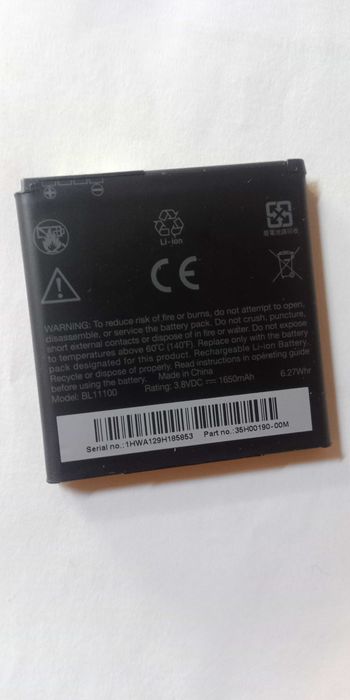 Li-ion
CE
WARNING: To reduce risk of fire or burns, do not attempt to open,
disassemble, or service the battery pack. Do not crush, puncture,
short external contacts or dispose of in fire or water. Do not expose
to temperatures above 60°C (140°F). Replace only with the battery
pack designated for this product. Rechargeable Li-ion Battery.
Recycle or dispose of properly. Read instructions in operating guide
before using the battery pack. Made in China
Model: BL11100 Rating: 3.8VDC ⎓ 1650mAh 6.27Whr
Serial no.:1HWA129H195853 Part no.:35H00190-00M